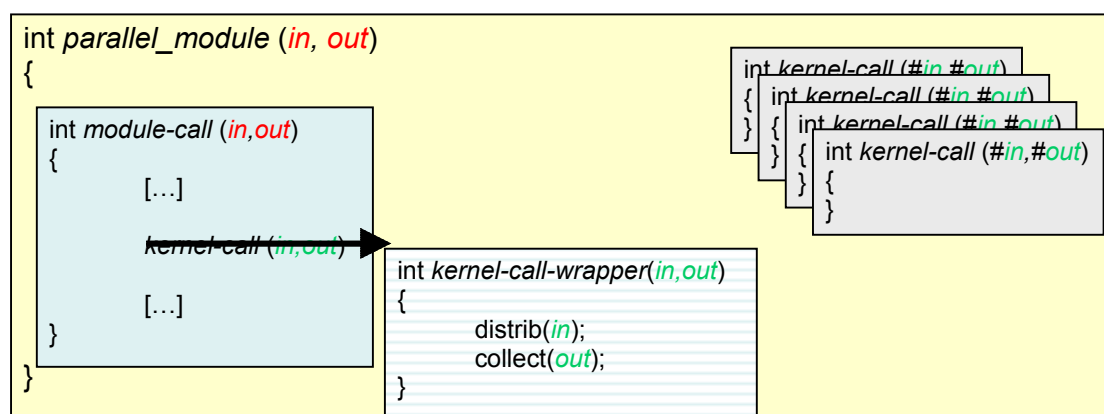 int parallel_module (in, out)
{
int module-call (in,out)
{
[…]
kernel-call (in,out)
[…]
}
}
int kernel-call-wrapper(in,out)
{
distrib(in);
collect(out);
}
int kernel-call (#in,#out)
{
}
int kernel-call (#in,#out)
{
}
int kernel-call (#in,#out)
{
}
int kernel-call (#in,#out)
{
}